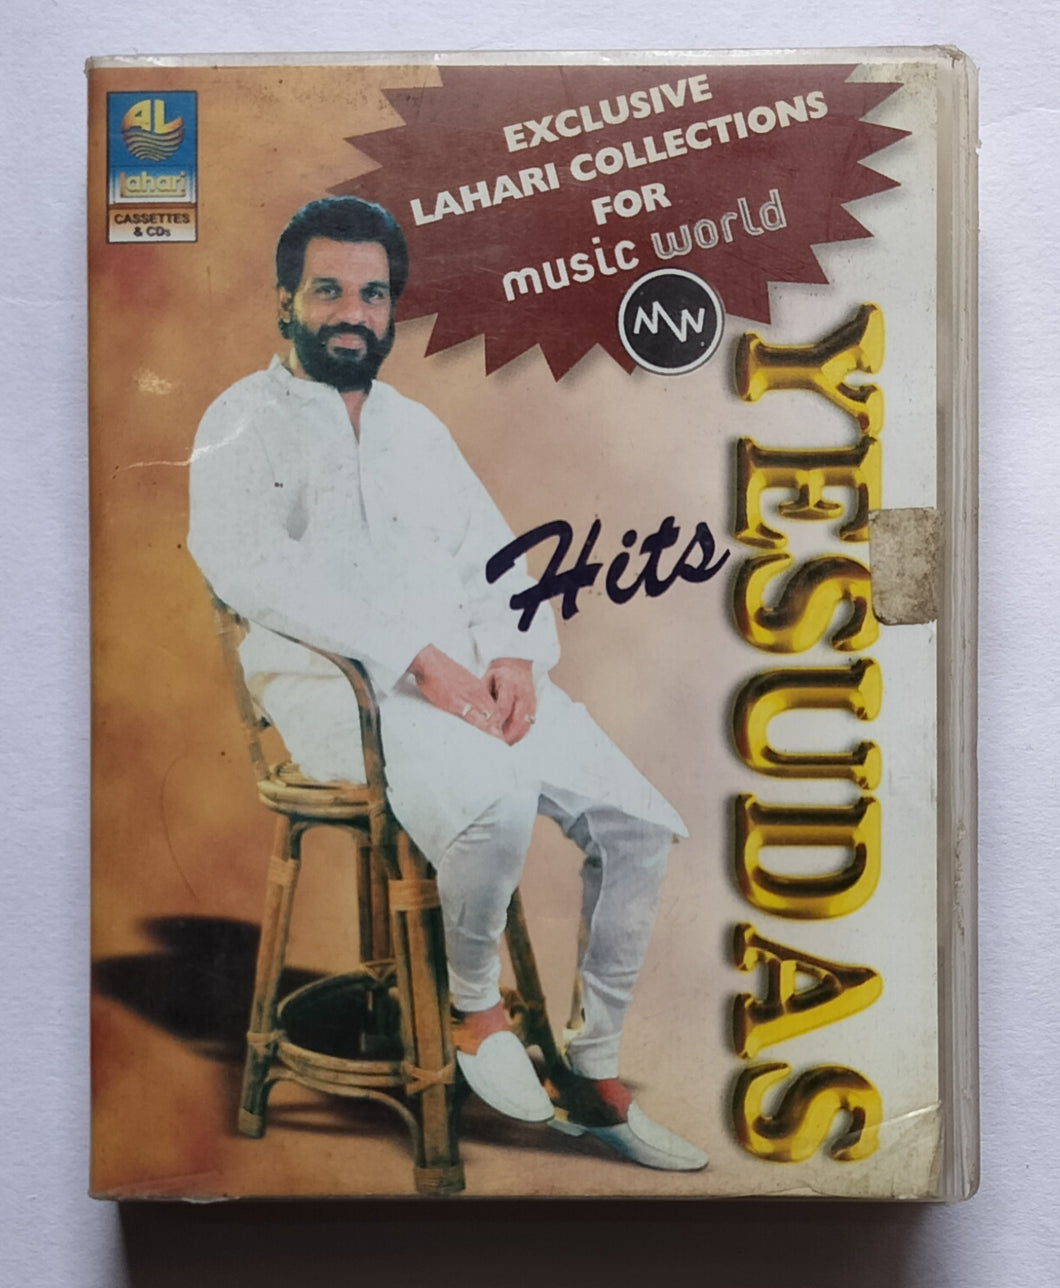 AL
Lahari
CASSETTES
& CDs
EXCLUSIVE
LAHARI COLLECTIONS
FOR
music world
MW
Hits
YESUDAS